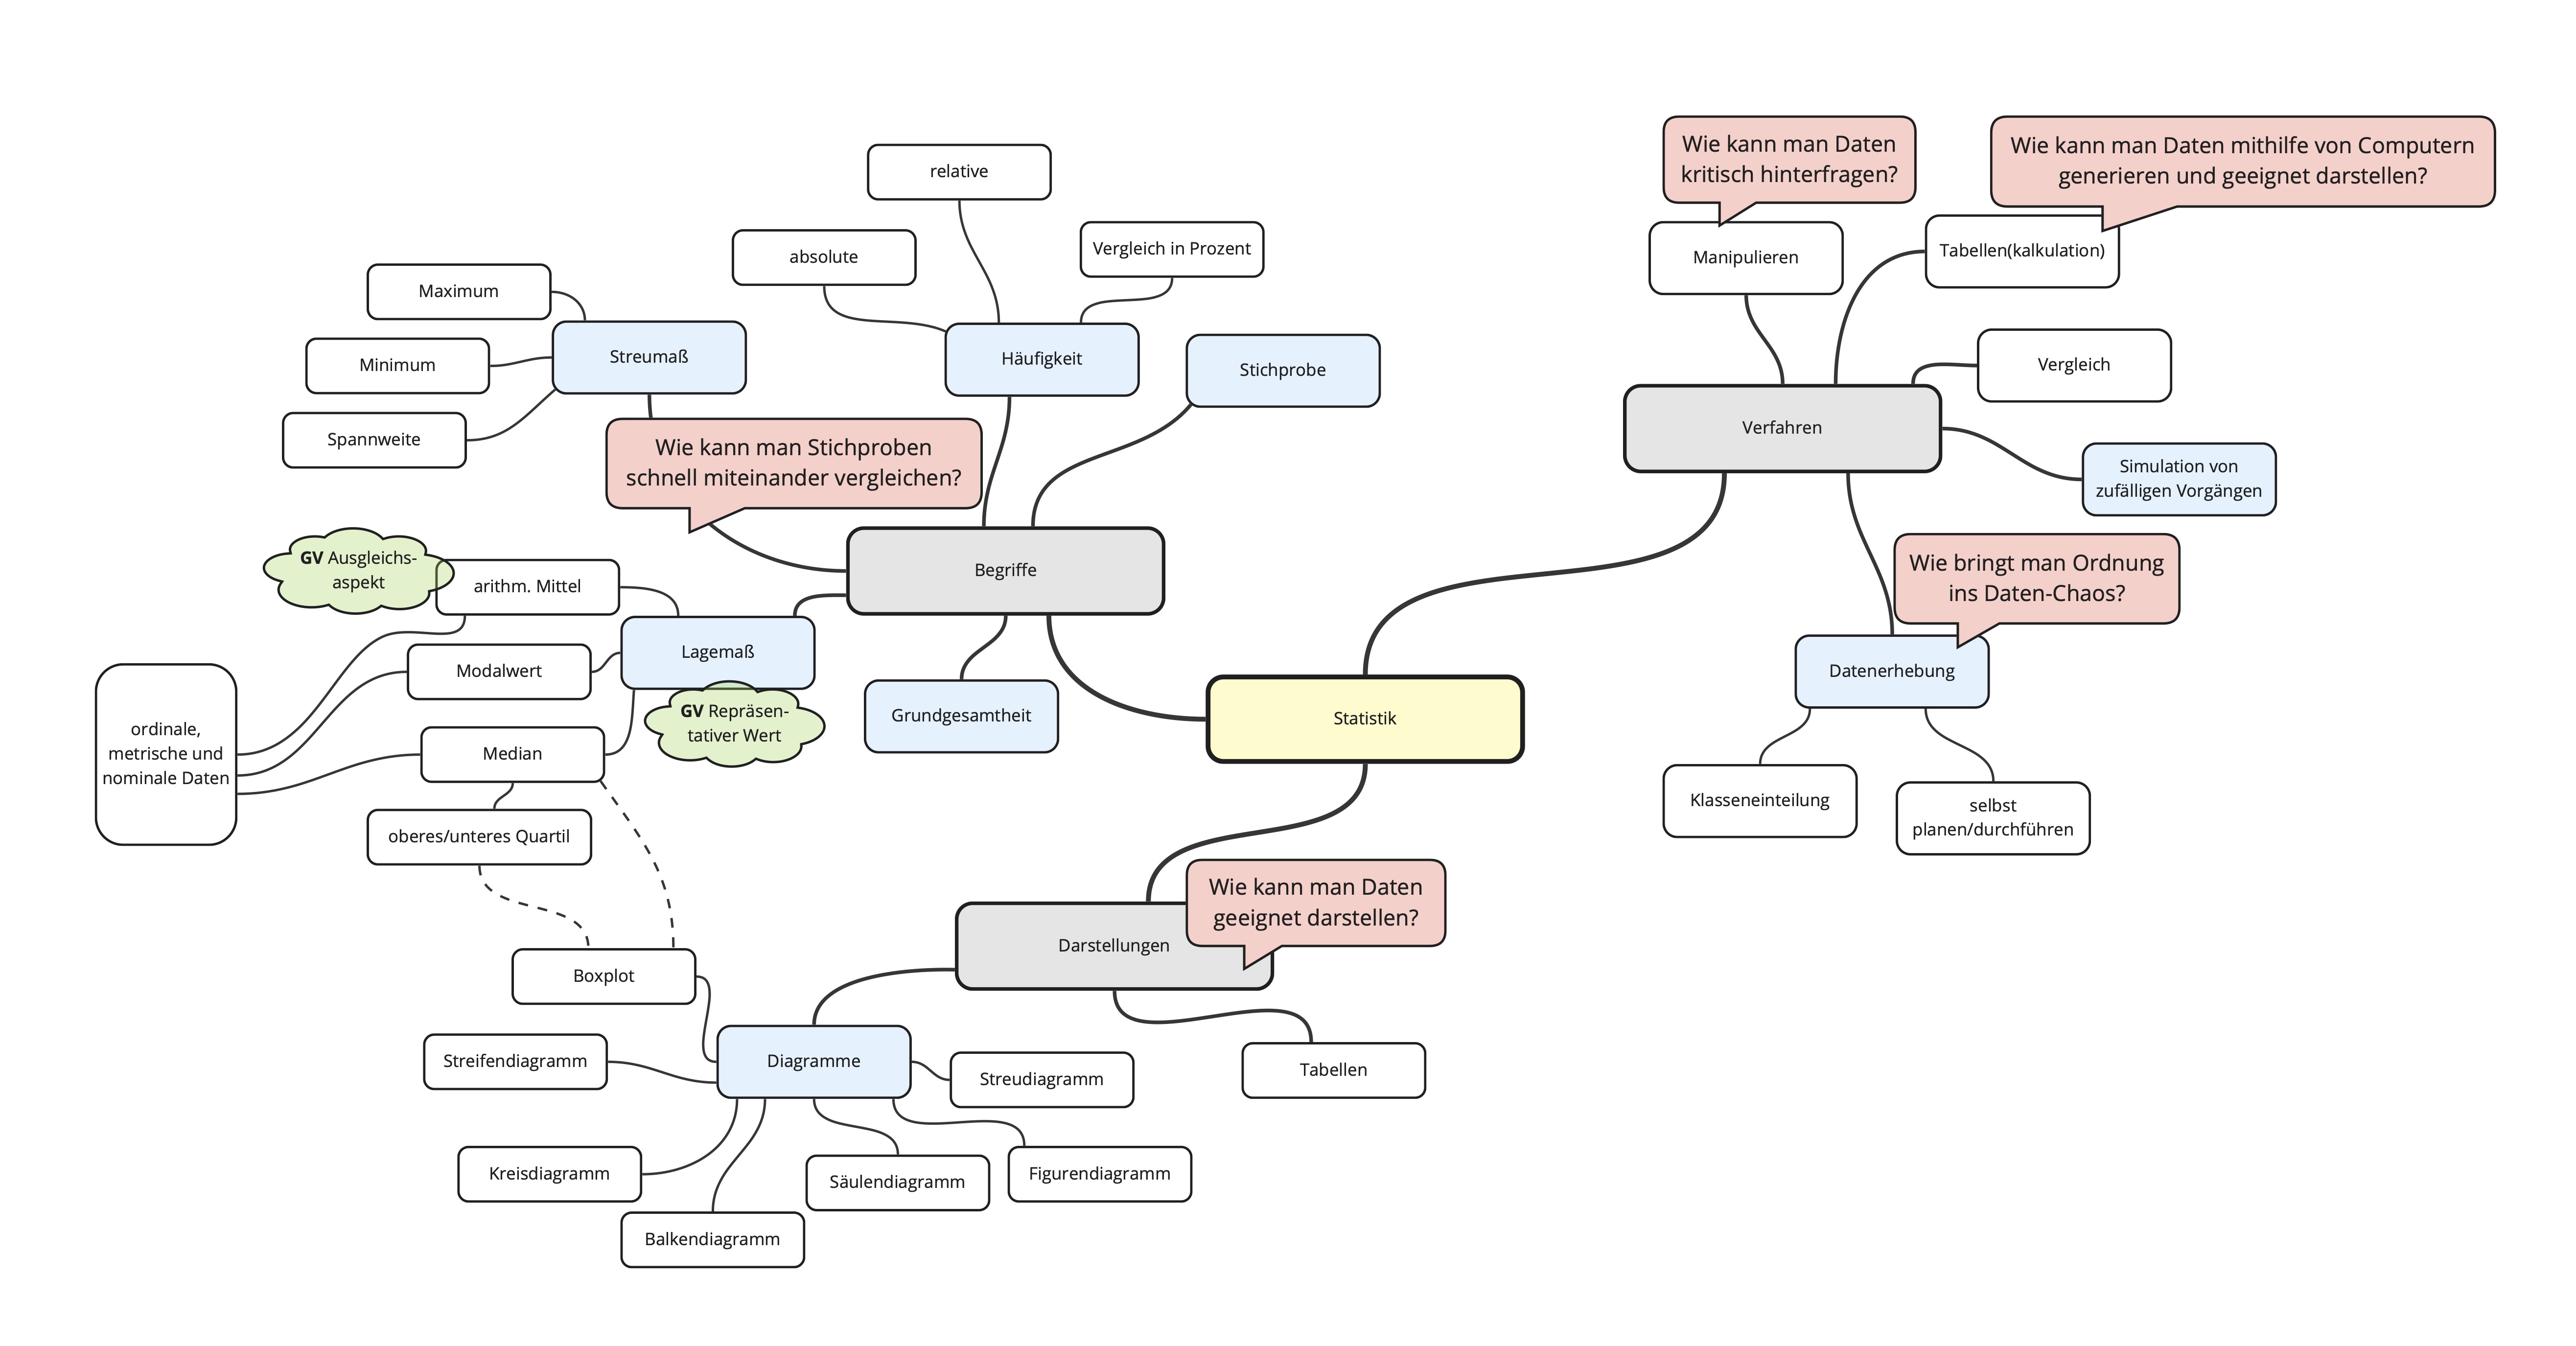 Wie kann man Daten
kritisch hinterfragen?
Wie kann man Daten mithilfe von Computern
generieren und geeignet darstellen?
relative
Vergleich in Prozent
absolute
Manipulieren
Tabellen(kalkulation)
Maximum
Minimum
Streumaß
Häufigkeit
Stichprobe
Vergleich
Spannweite
Verfahren
Wie kann man Stichproben
schnell miteinander vergleichen?
Simulation von
zufälligen Vorgängen
GV Ausgleichs-
aspekt
arithm. Mittel
Begriffe
Wie bringt man Ordnung
ins Daten-Chaos?
Modalwert
Lagemaß
Datenerhebung
GV Repräsen-
tativer Wert
Grundgesamtheit
Statistik
ordinale,
metrische und
nominale Daten
Median
oberes/unteres Quartil
Klasseneinteilung
selbst
planen/durchführen
Wie kann man Daten
geeignet darstellen?
Darstellungen
Boxplot
Streifendiagramm
Diagramme
Streudiagramm
Tabellen
Kreisdiagramm
Säulendiagramm
Figurendiagramm
Balkendiagramm